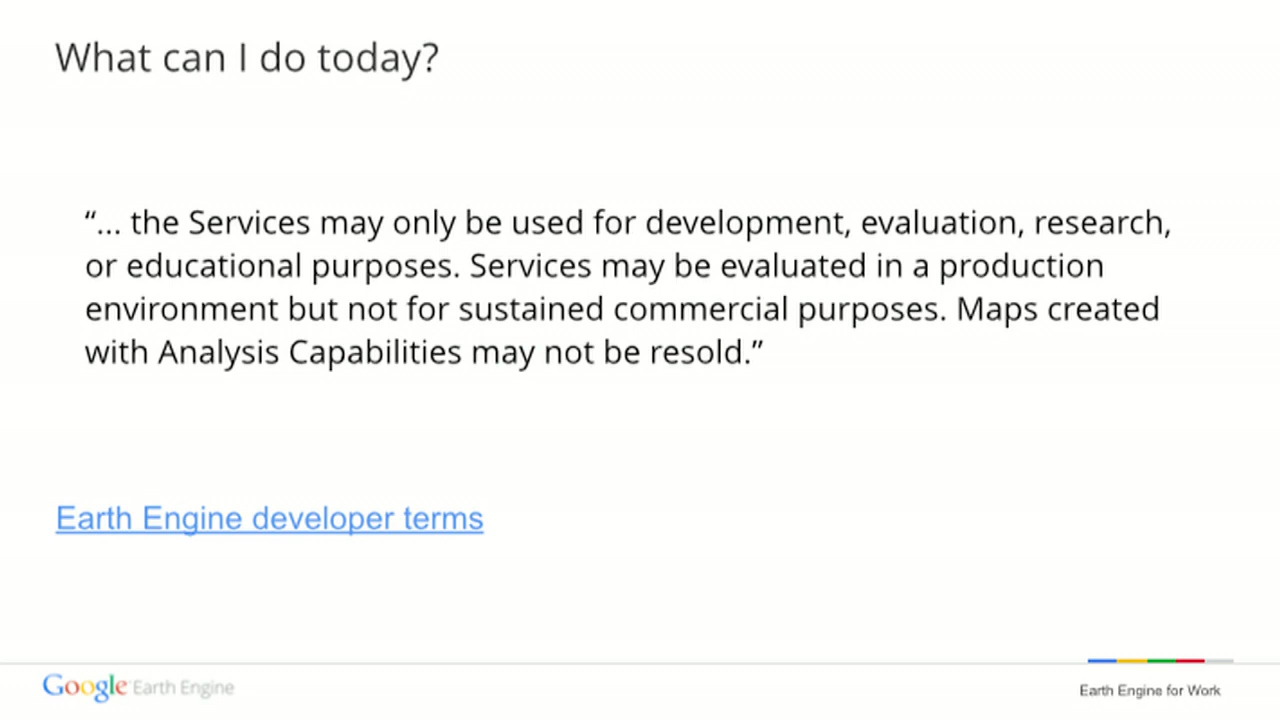 What can I do today?
“... the Services may only be used for development, evaluation, research,
or educational purposes. Services may be evaluated in a production
environment but not for sustained commercial purposes. Maps created
with Analysis Capabilities may not be resold.”
Earth Engine developer terms
Google Earth Engine
Earth Engine for Work